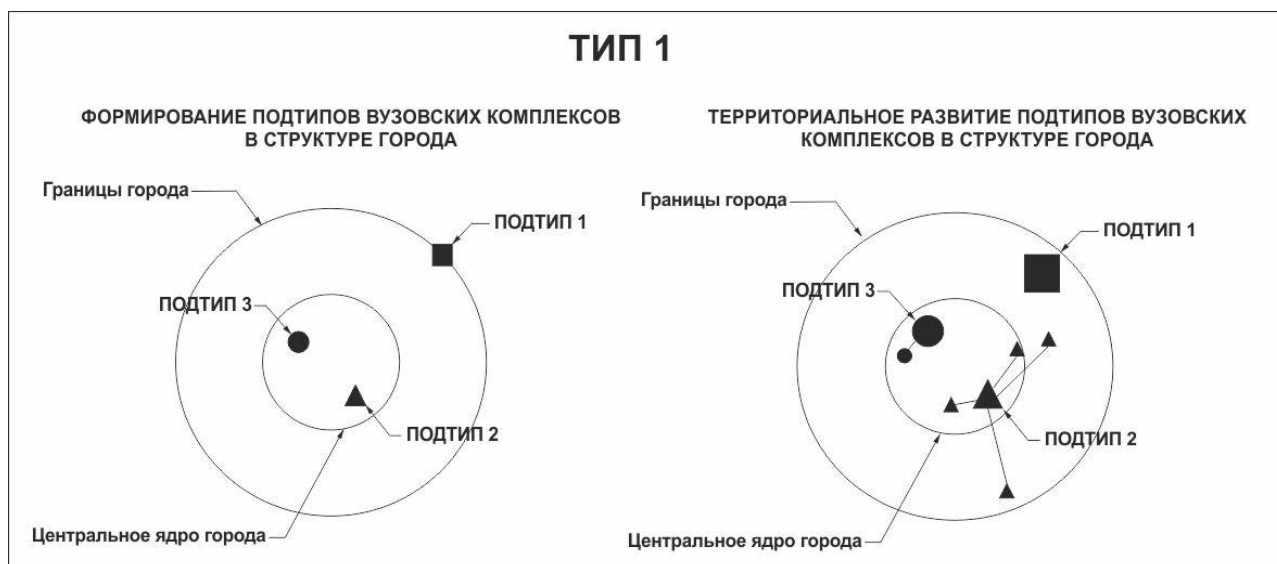 ТИП 1
ФОРМИРОВАНИЕ ПОДТИПОВ ВУЗОВСКИХ КОМПЛЕКСОВ
В СТРУКТУРЕ ГОРОДА
Границы города
ПОДТИП 1
ПОДТИП 3
ПОДТИП 2
Центральное ядро города
ТЕРРИТОРИАЛЬНОЕ РАЗВИТИЕ ПОДТИПОВ ВУЗОВСКИХ
КОМПЛЕКСОВ В СТРУКТУРЕ ГОРОДА
Границы города
ПОДТИП 1
ПОДТИП 3
ПОДТИП 2
Центральное ядро города